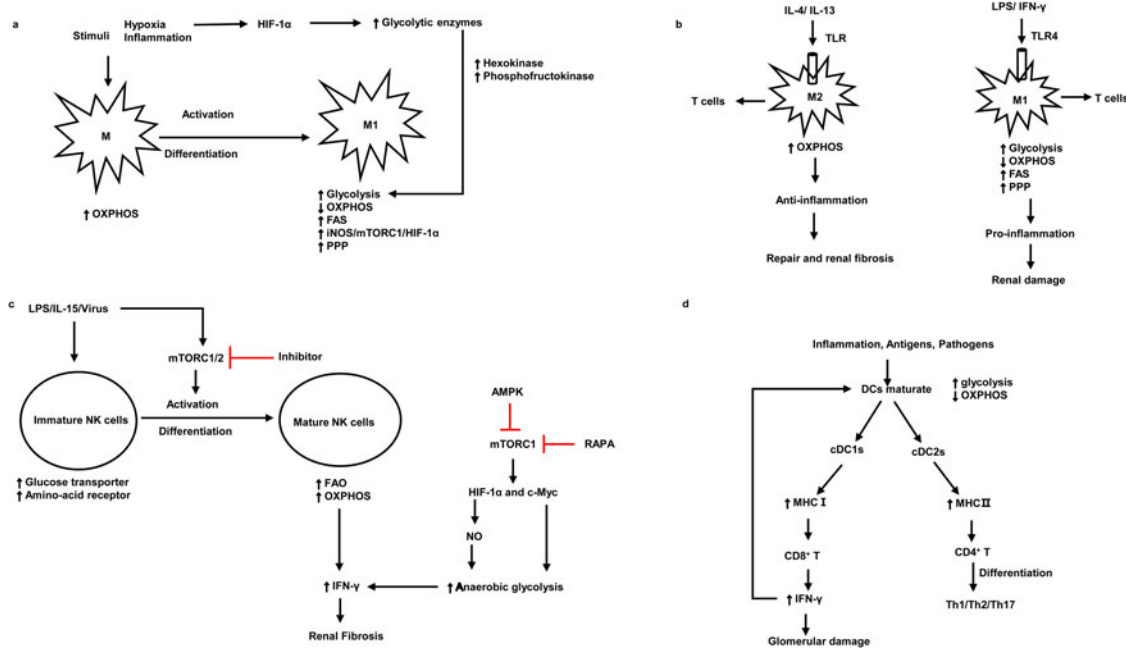 a
Stimuli
Hypoxia
Inflammation
HIF-1α
↑ Glycolytic enzymes
↑ Hexokinase
↑ Phosphofructokinase
M
Activation
Differentiation
M1
↑ OXPHOS
↑ Glycolysis
↓ OXPHOS
↑ FAS
↑ iNOS/mTORC1/HIF-1α
↑ PPP
b
IL-4/ IL-13
TLR
M2
T cells
↑ OXPHOS
Anti-inflammation
Repair and renal fibrosis
LPS/ IFN-γ
TLR4
M1
T cells
↑ Glycolysis
↓ OXPHOS
↑ FAS
↑ PPP
Pro-inflammation
Renal damage
c
LPS/IL-15/Virus
mTORC1/2
Inhibitor
Immature NK cells
Activation
Differentiation
Mature NK cells
↑ Glucose transporter
↑ Amino-acid receptor
↑ FAO
↑ OXPHOS
AMPK
mTORC1
RAPA
HIF-1α and c-Myc
NO
↑ Anaerobic glycolysis
↑ IFN-γ
Renal Fibrosis
d
Inflammation, Antigens, Pathogens
DCs maturate
↑ glycolysis
↓ OXPHOS
cDC1s
cDC2s
↑ MHC I
↑ MHC II
CD8⁺ T
CD4⁺ T
Differentiation
↑ IFN-γ
Th1/Th2/Th17
Glomerular damage